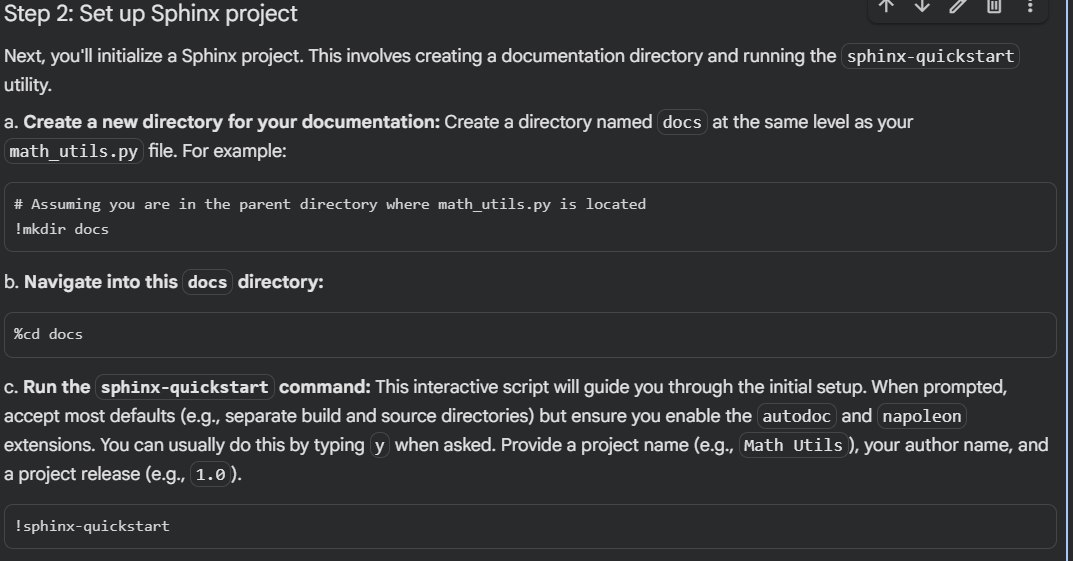 Step 2: Set up Sphinx project
Next, you'll initialize a Sphinx project. This involves creating a documentation directory and running the sphinx-quickstart
utility.
a. Create a new directory for your documentation: Create a directory named docs at the same level as your
math_utils.py file. For example:
# Assuming you are in the parent directory where math_utils.py is located
!mkdir docs
b. Navigate into this docs directory:
%cd docs
c. Run the sphinx-quickstart command: This interactive script will guide you through the initial setup. When prompted,
accept most defaults (e.g., separate build and source directories) but ensure you enable the autodoc and napoleon
extensions. You can usually do this by typing y when asked. Provide a project name (e.g., Math Utils), your author name, and
a project release (e.g., 1.0).
!sphinx-quickstart